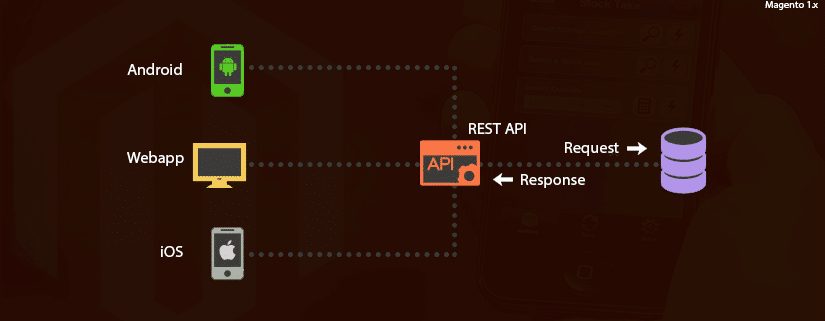 Magento 1.x
Android
REST API
Webapp
API
Request
Response
iOS